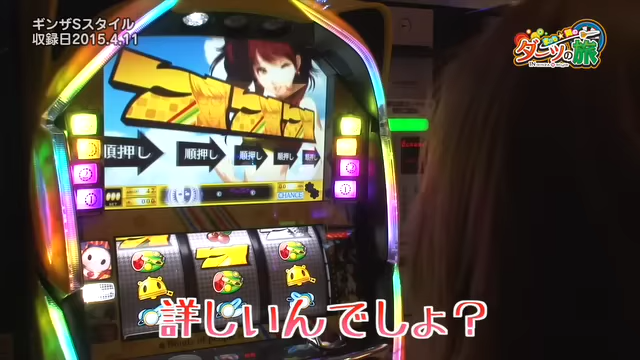 ギンザSスタイル
収録日2015.4.11
ダーツの旅
順押し 順押し 順押し 順押し
CHANCE
詳しいんでしょ?